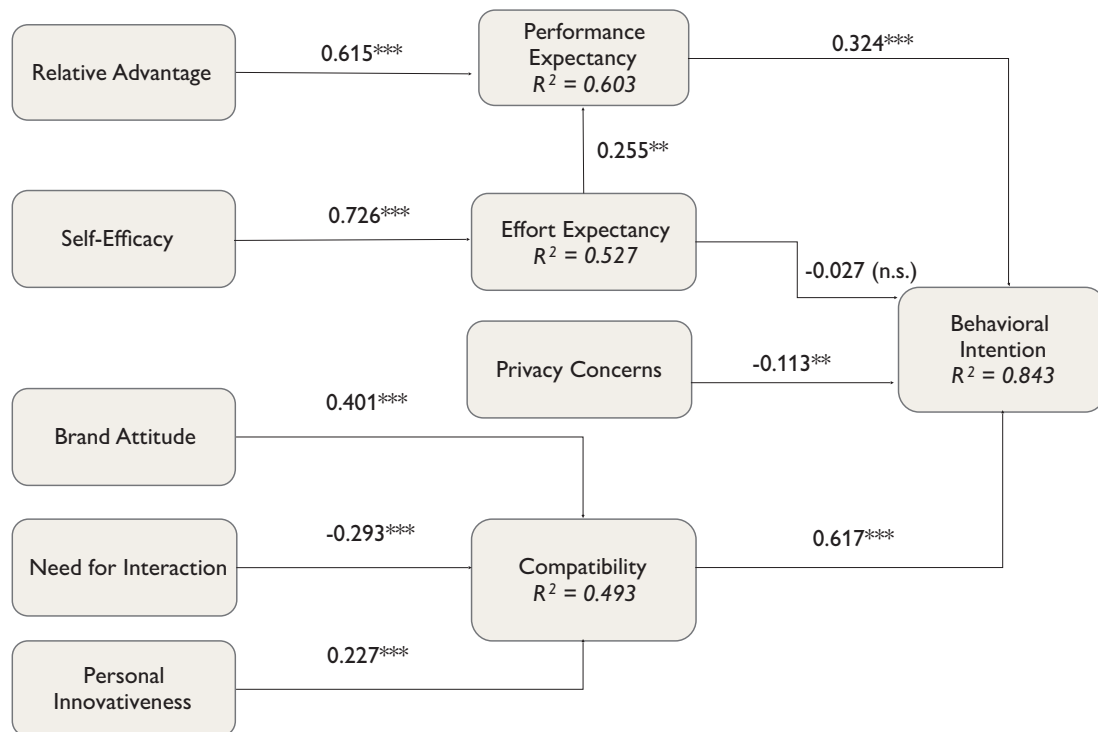 Relative Advantage
0.615***
Performance
Expectancy
R² = 0.603
0.324***
0.255**
Self-Efficacy
0.726***
Effort Expectancy
R² = 0.527
-0.027 (n.s.)
Privacy Concerns
-0.113**
Behavioral
Intention
R² = 0.843
Brand Attitude
0.401***
Need for Interaction
-0.293***
Compatibility
R² = 0.493
0.617***
Personal
Innovativeness
0.227***